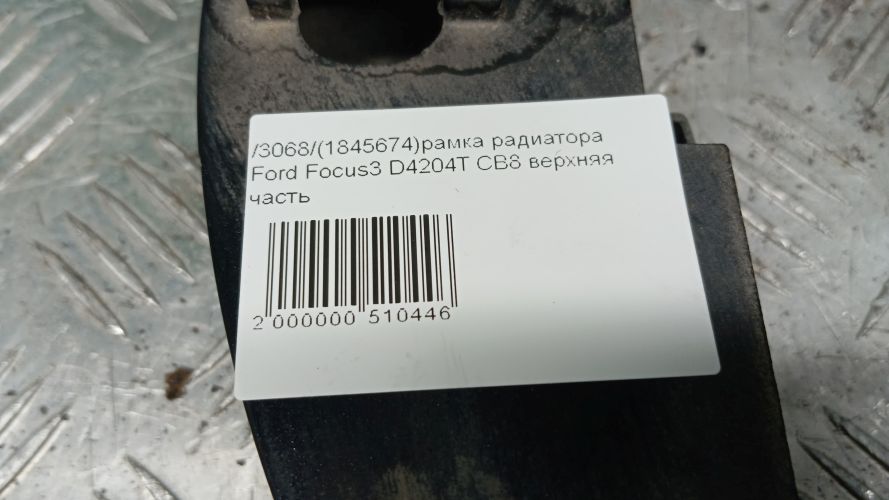 /3068/(1845674)рамка радиатора
Ford Focus3 D4204T CB8 верхняя
часть
2 000000 510446